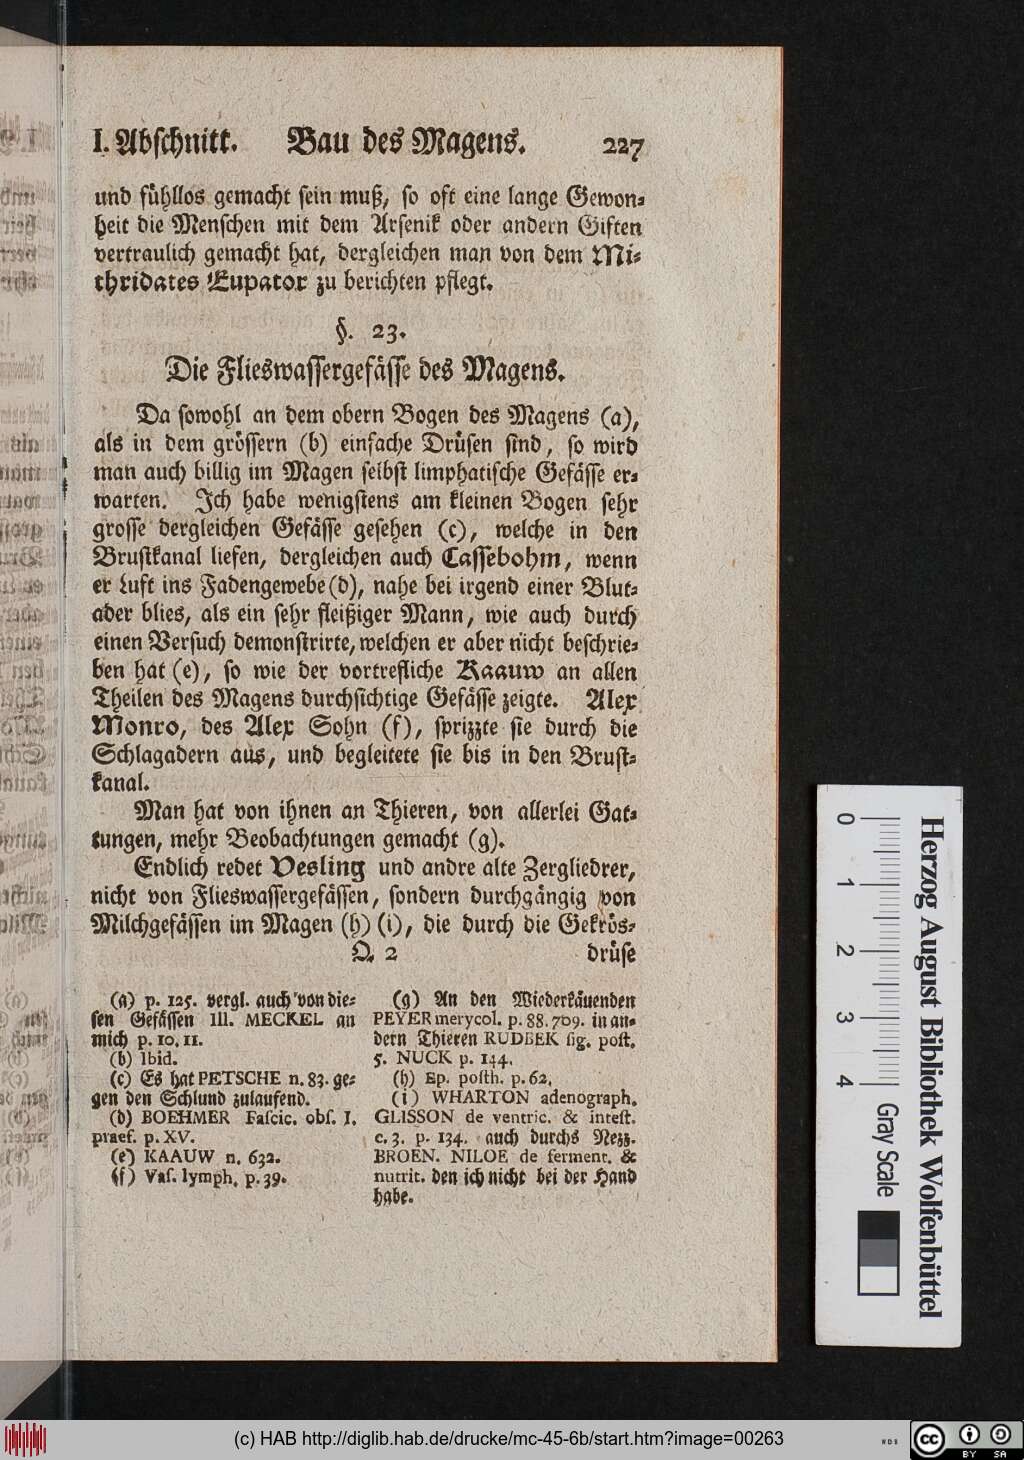 I. Abſchnitt. Bau des Magens. 227
und fühllos gemacht ſein muß, ſo oft eine lange Gewon⸗
heit die Menſchen mit dem Arſenik oder andern Giften
vertraulich gemacht hat, dergleichen man von dem Mi⸗
thridates Eupator zu berichten pflegt.
§. 23.
Die Flieswaſſergefäſſe des Magens.
Da ſowohl an dem obern Bogen des Magens (a),
als in dem gröſſern (b) einfache Drüſen ſind, ſo wird
man auch billig im Magen ſelbſt limphatiſche Gefäſſe er⸗
warten. Ich habe wenigſtens am kleinen Bogen ſehr
groſſe dergleichen Gefäſſe geſehen (c), welche in den
Bruſtkanal liefen, dergleichen auch Caſſebohm, wenn
er Luft ins Fadengewebe (d), nahe bei irgend einer Blut⸗
ader blies, als ein ſehr fleißiger Mann, wie auch durch
einen Verſuch demonſtrirte, welchen er aber nicht beſchrie⸗
ben hat (e), ſo wie der vortrefliche Kaauw an allen
Theilen des Magens durchſichtige Gefäſſe zeigte. Alex
Monro, des Alex Sohn (f), ſprizzte ſie durch die
Schlagadern aus, und begleitete ſie bis in den Bruſt⸗
kanal.
Man hat von ihnen an Thieren, von allerlei Gat⸗
tungen, mehr Beobachtungen gemacht (g).
Endlich redet Vesling und andre alte Zergliedrer,
nicht von Flieswaſſergefäſſen, ſondern durchgängig von
Milchgefäſſen im Magen (h) (i), die durch die Gekrös⸗
Q 2 drüſe
(a) p. 125. vergl. auch von die⸗
ſen Gefäſſen Ill. MECKEL an
mich p. 10. 11.
(b) Ibid.
(c) Es hat PETSCHE n. 83. ge⸗
gen den Schlund zulaufend.
(d) BOEHMER Faſcic. obſ. I.
praef. p. XV.
(e) KAAUW n. 632.
(f) Vaſ. lymph. p. 39.
(g) An den Wiederkäuenden
PEYER merycol. p. 88. 709. in an⸗
dern Thieren RUDBEK fig. poſt.
5. NUCK p. 144.
(h) Ep. poſth. p. 62.
(i) WHARTON adenograph.
GLISSON de ventric. & inteſt.
c. 3. p. 134. auch durchs Nezz.
BROEN. NILOE de ferment. &
nutrit. den ich nicht bei der Hand
habe.
0 1 2 3 4
Gray Scale
Herzog August Bibliothek Wolfenbüttel
(c) HAB http://diglib.hab.de/drucke/mc-45-6b/start.htm?image=00263
cc BY SA